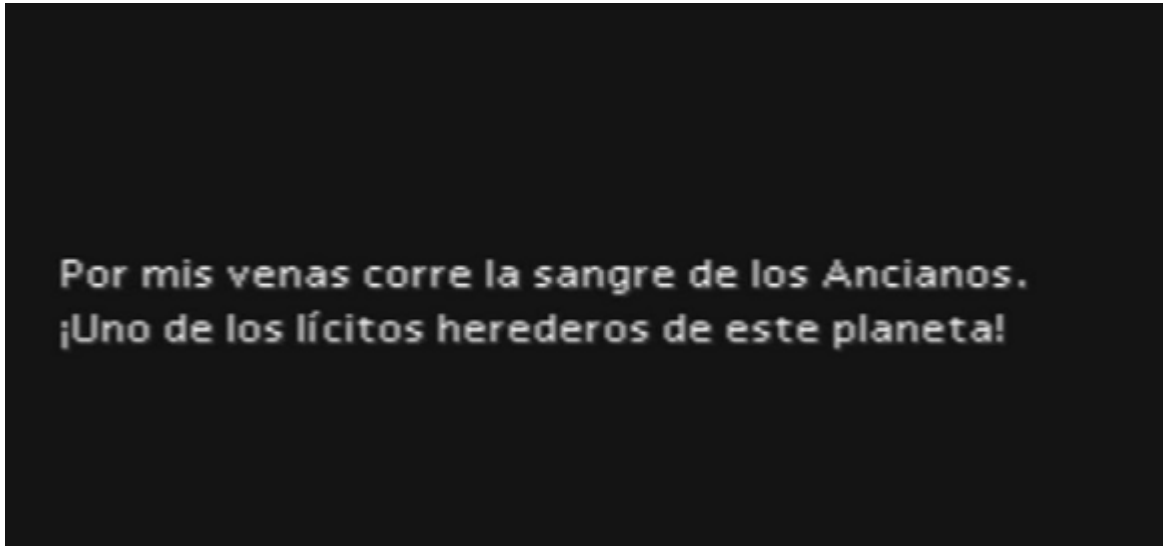 Por mis venas corre la sangre de los Ancianos.
¡Uno de los lícitos herederos de este planeta!